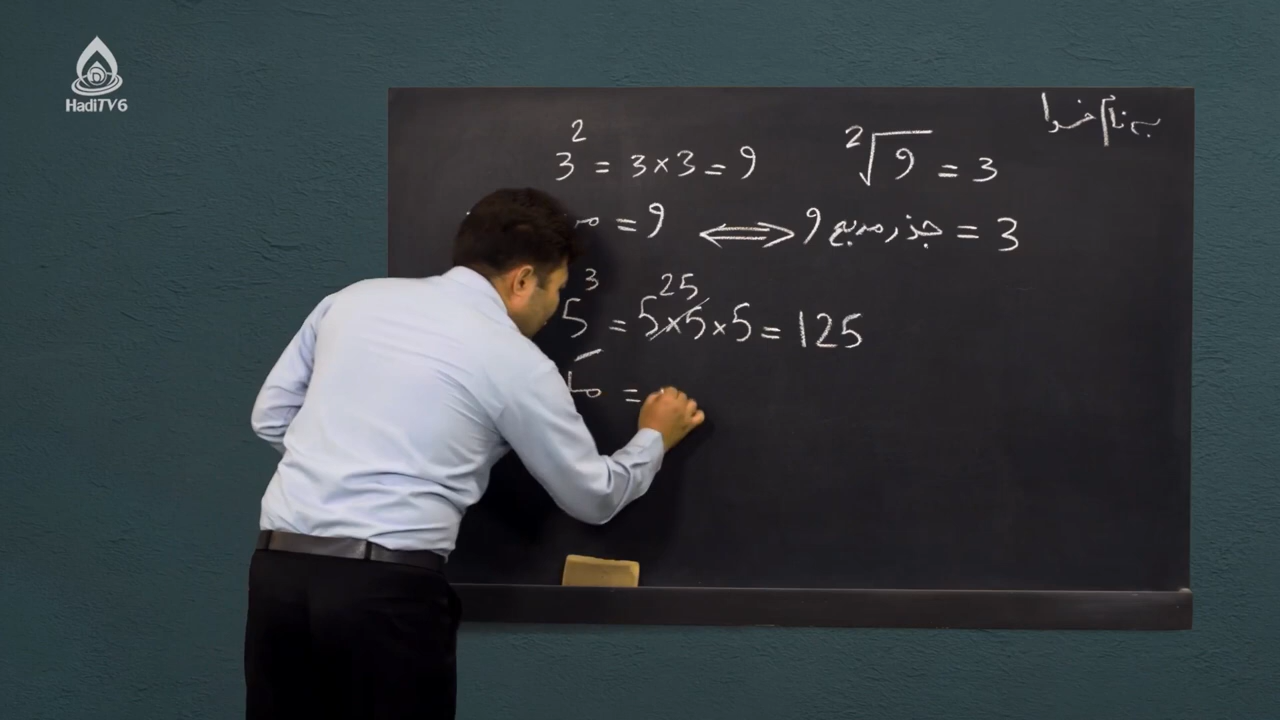 HadiTV6
به نام خدا
3² = 3×3 = 9
²√9 = 3
= 9 ⟺ جذر مربع 9 = 3
5³ = 5×5×5 = 125
25
=